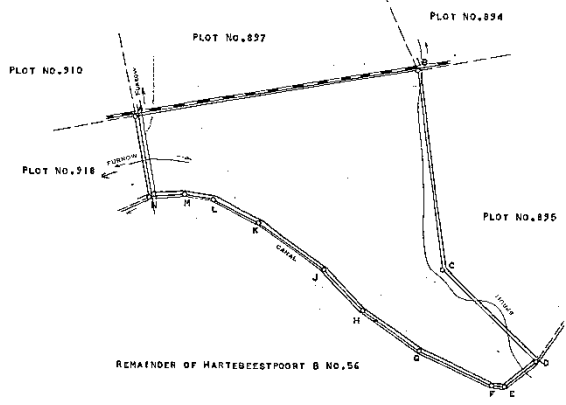 PLOT No.894
PLOT No.897
PLOT No.910
B
FURROW
A
FURROW
PLOT No.918
N
M
L
PLOT No.895
K
CANAL
C
J
H
SPRUIT
G
D
REMAINDER OF HARTEBEESTPOORT B No.56
F
E